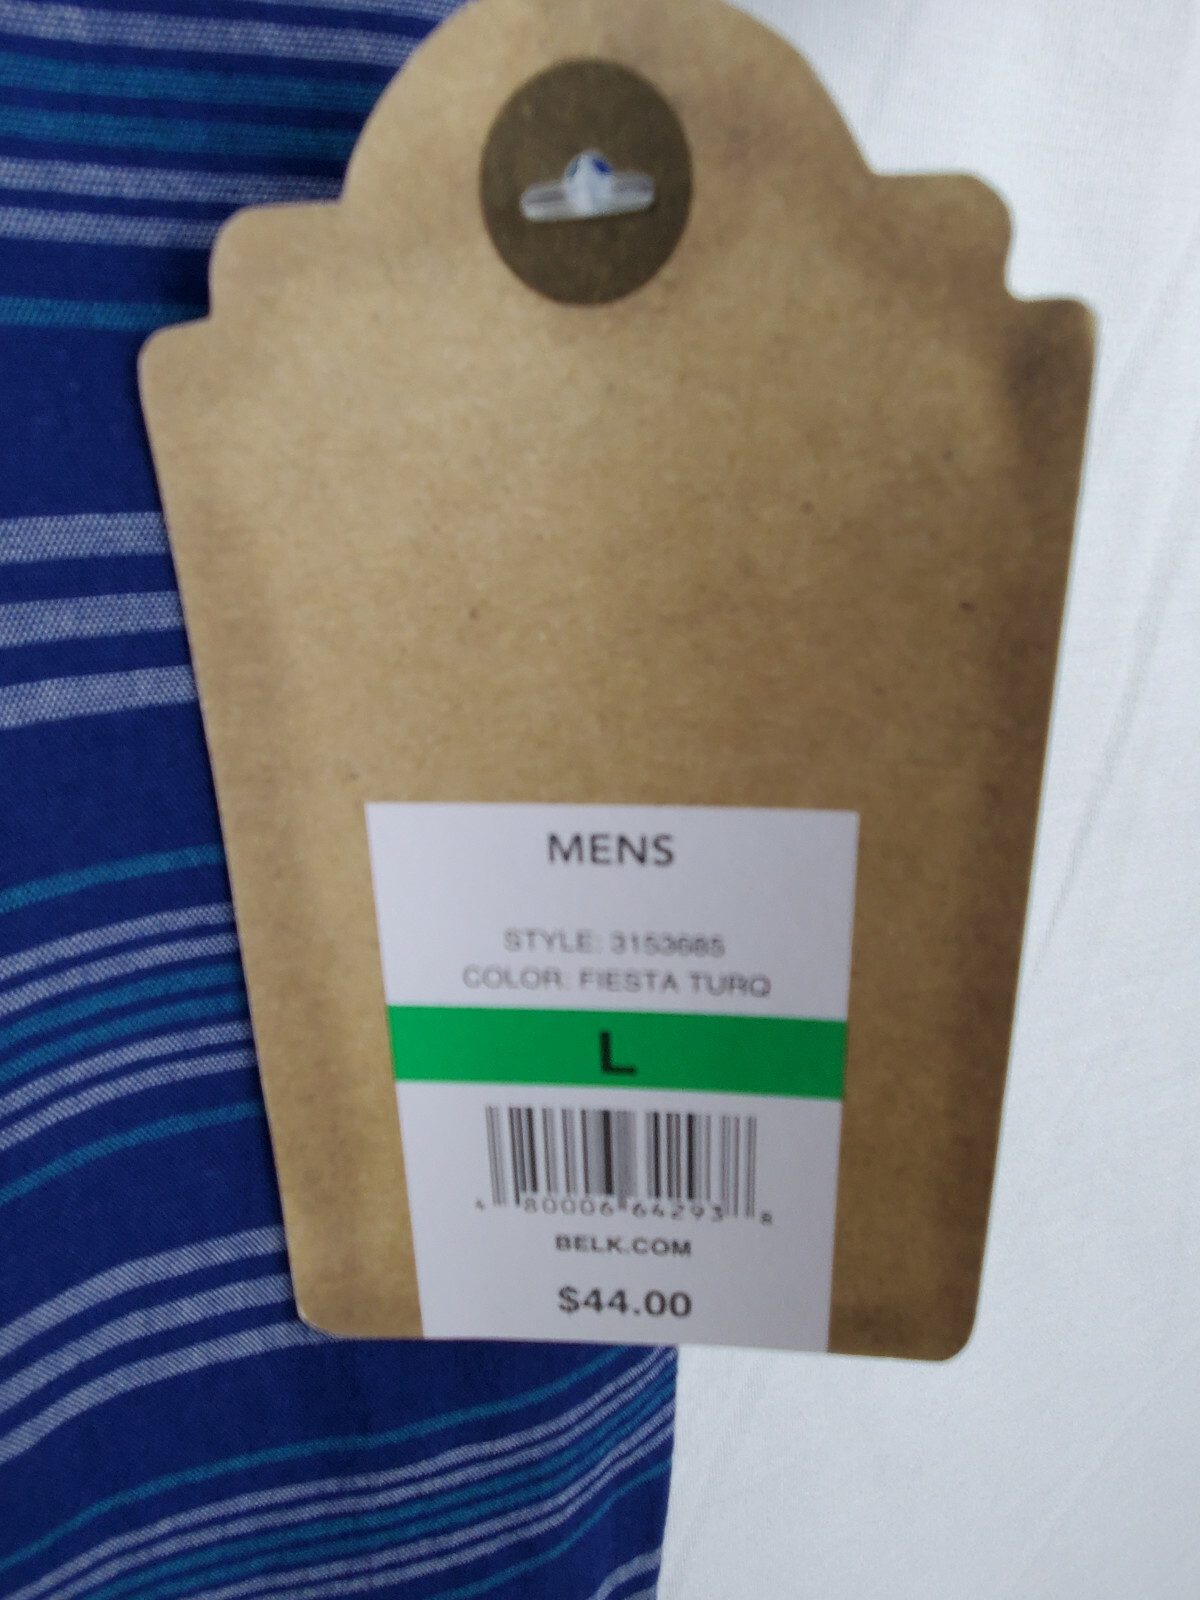 MENS
STYLE: 3153685
COLOR: FIESTA TURQ
L
4 80006 64293 8
BELK.COM
$44.00